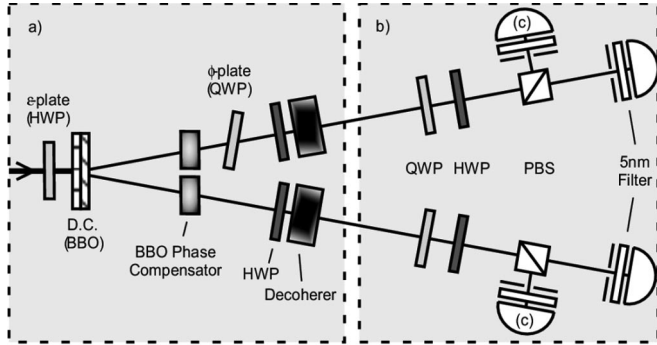 a)
ε-plate
(HWP)
D.C.
(BBO)
ϕ-plate
(QWP)
BBO Phase
Compensator
HWP
Decoherer
b)
(c)
QWP
HWP
PBS
5nm
Filter
(c)